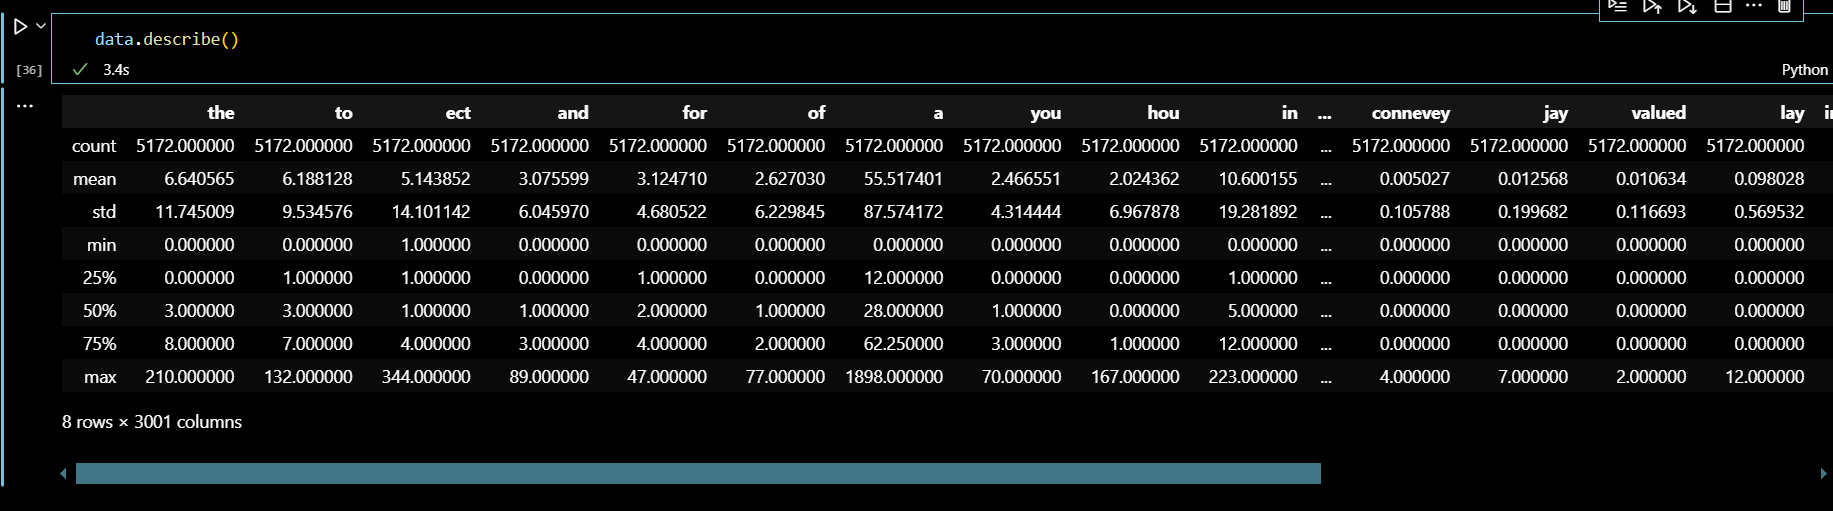 data.describe()
[36] 3.4s
Python
...
the to ect and for of a you hou in ... connevey jay valued lay
count 5172.000000 5172.000000 5172.000000 5172.000000 5172.000000 5172.000000 5172.000000 5172.000000 5172.000000 5172.000000 ... 5172.000000 5172.000000 5172.000000 5172.000000
mean 6.640565 6.188128 5.143852 3.075599 3.124710 2.627030 55.517401 2.466551 2.024362 10.600155 ... 0.005027 0.012568 0.010634 0.098028
std 11.745009 9.534576 14.101142 6.045970 4.680522 6.229845 87.574172 4.314444 6.967878 19.281892 ... 0.105788 0.199682 0.116693 0.569532
min 0.000000 0.000000 1.000000 0.000000 0.000000 0.000000 0.000000 0.000000 0.000000 0.000000 ... 0.000000 0.000000 0.000000 0.000000
25% 0.000000 1.000000 1.000000 0.000000 1.000000 0.000000 12.000000 0.000000 0.000000 1.000000 ... 0.000000 0.000000 0.000000 0.000000
50% 3.000000 3.000000 1.000000 1.000000 2.000000 1.000000 28.000000 1.000000 0.000000 5.000000 ... 0.000000 0.000000 0.000000 0.000000
75% 8.000000 7.000000 4.000000 3.000000 4.000000 2.000000 62.250000 3.000000 1.000000 12.000000 ... 0.000000 0.000000 0.000000 0.000000
max 210.000000 132.000000 344.000000 89.000000 47.000000 77.000000 1898.000000 70.000000 167.000000 223.000000 ... 4.000000 7.000000 2.000000 12.000000
8 rows × 3001 columns